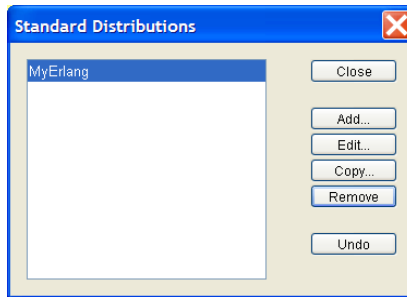 Standard Distributions
MyErlang
Close
Add...
Edit...
Copy...
Remove
Undo